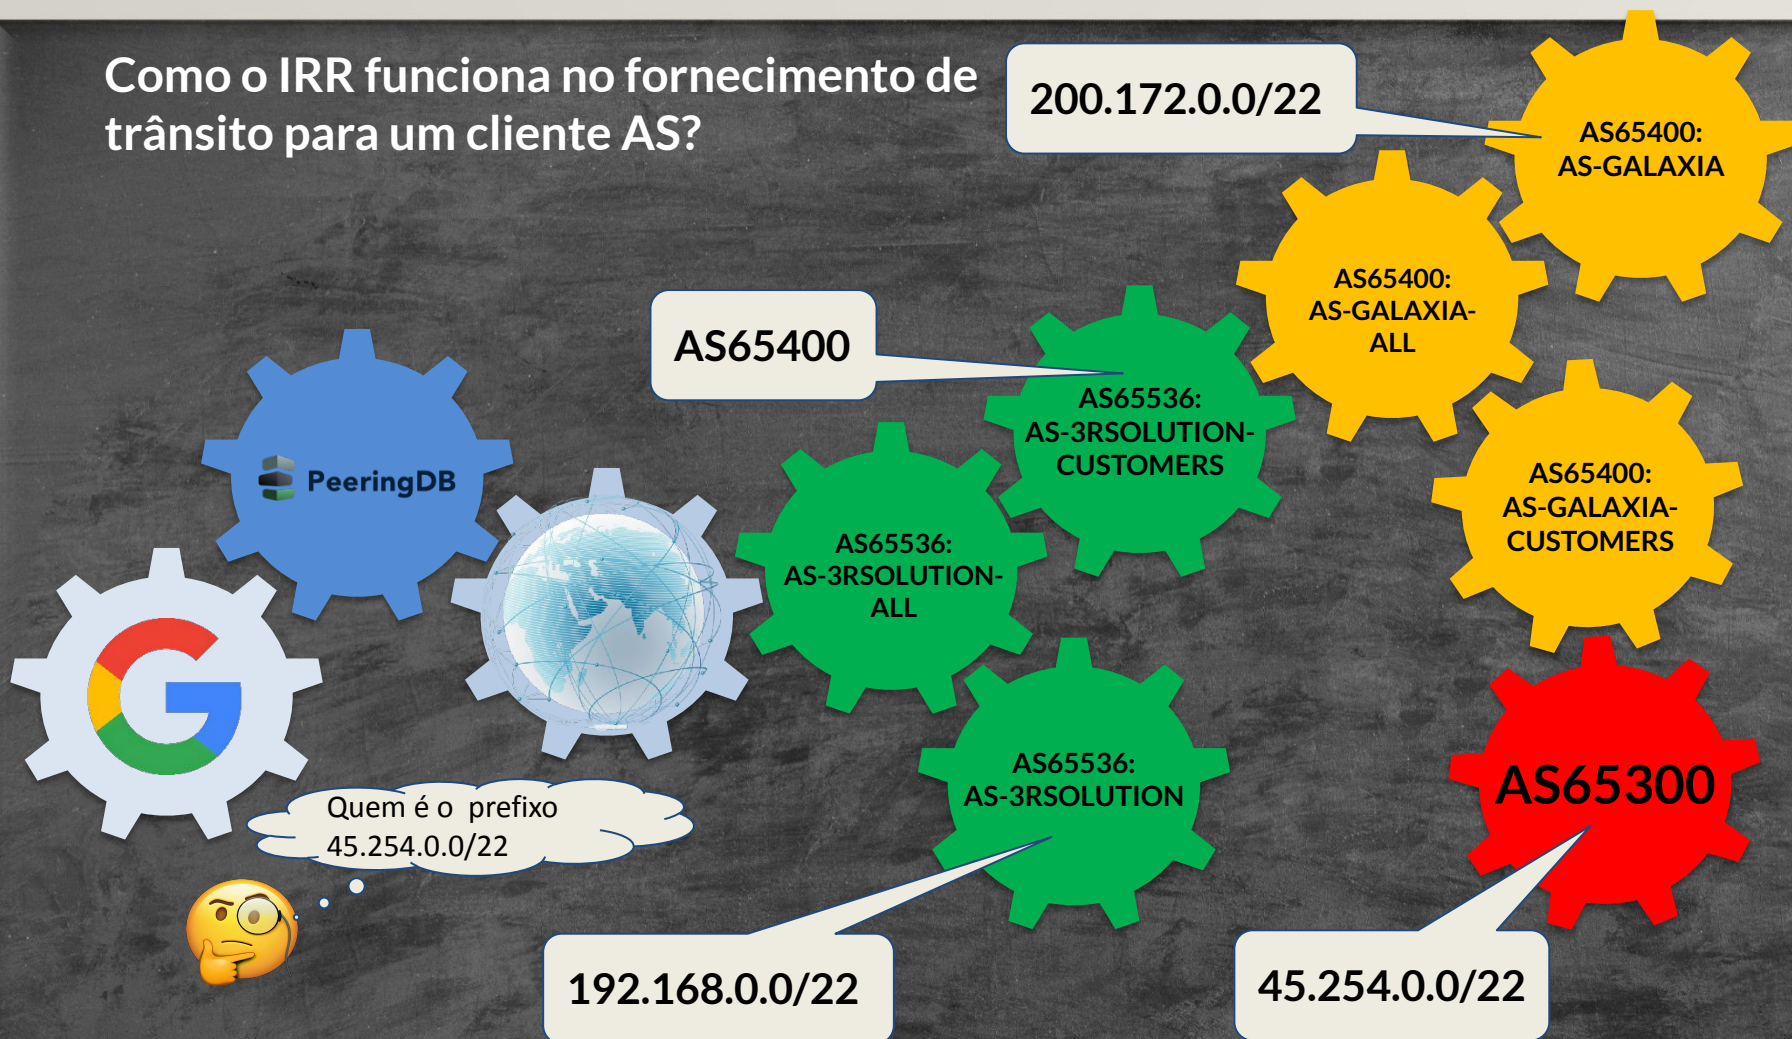 Como o IRR funciona no fornecimento de
trânsito para um cliente AS?
200.172.0.0/22
AS65400:
AS-GALAXIA
AS65400:
AS-GALAXIA-
ALL
AS65400
AS65536:
AS-3RSOLUTION-
CUSTOMERS
PeeringDB
AS65400:
AS-GALAXIA-
CUSTOMERS
AS65536:
AS-3RSOLUTION-
ALL
AS65536:
AS-3RSOLUTION
AS65300
Quem é o prefixo
45.254.0.0/22
192.168.0.0/22
45.254.0.0/22